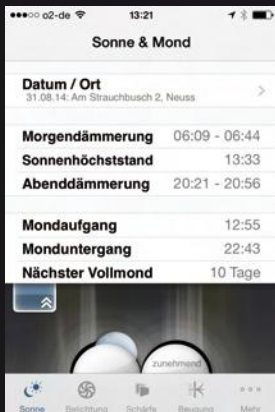 o2-de 13:21
Sonne & Mond
Datum / Ort
31.08.14: Am Strauchbusch 2, Neuss
Morgendämmerung 06:09 - 06:44
Sonnenhöchststand 13:33
Abenddämmerung 20:21 - 20:56
Mondaufgang 12:55
Monduntergang 22:43
Nächster Vollmond 10 Tage
zunehmend
Sonne Belichtung Schärfe Beugung Mehr